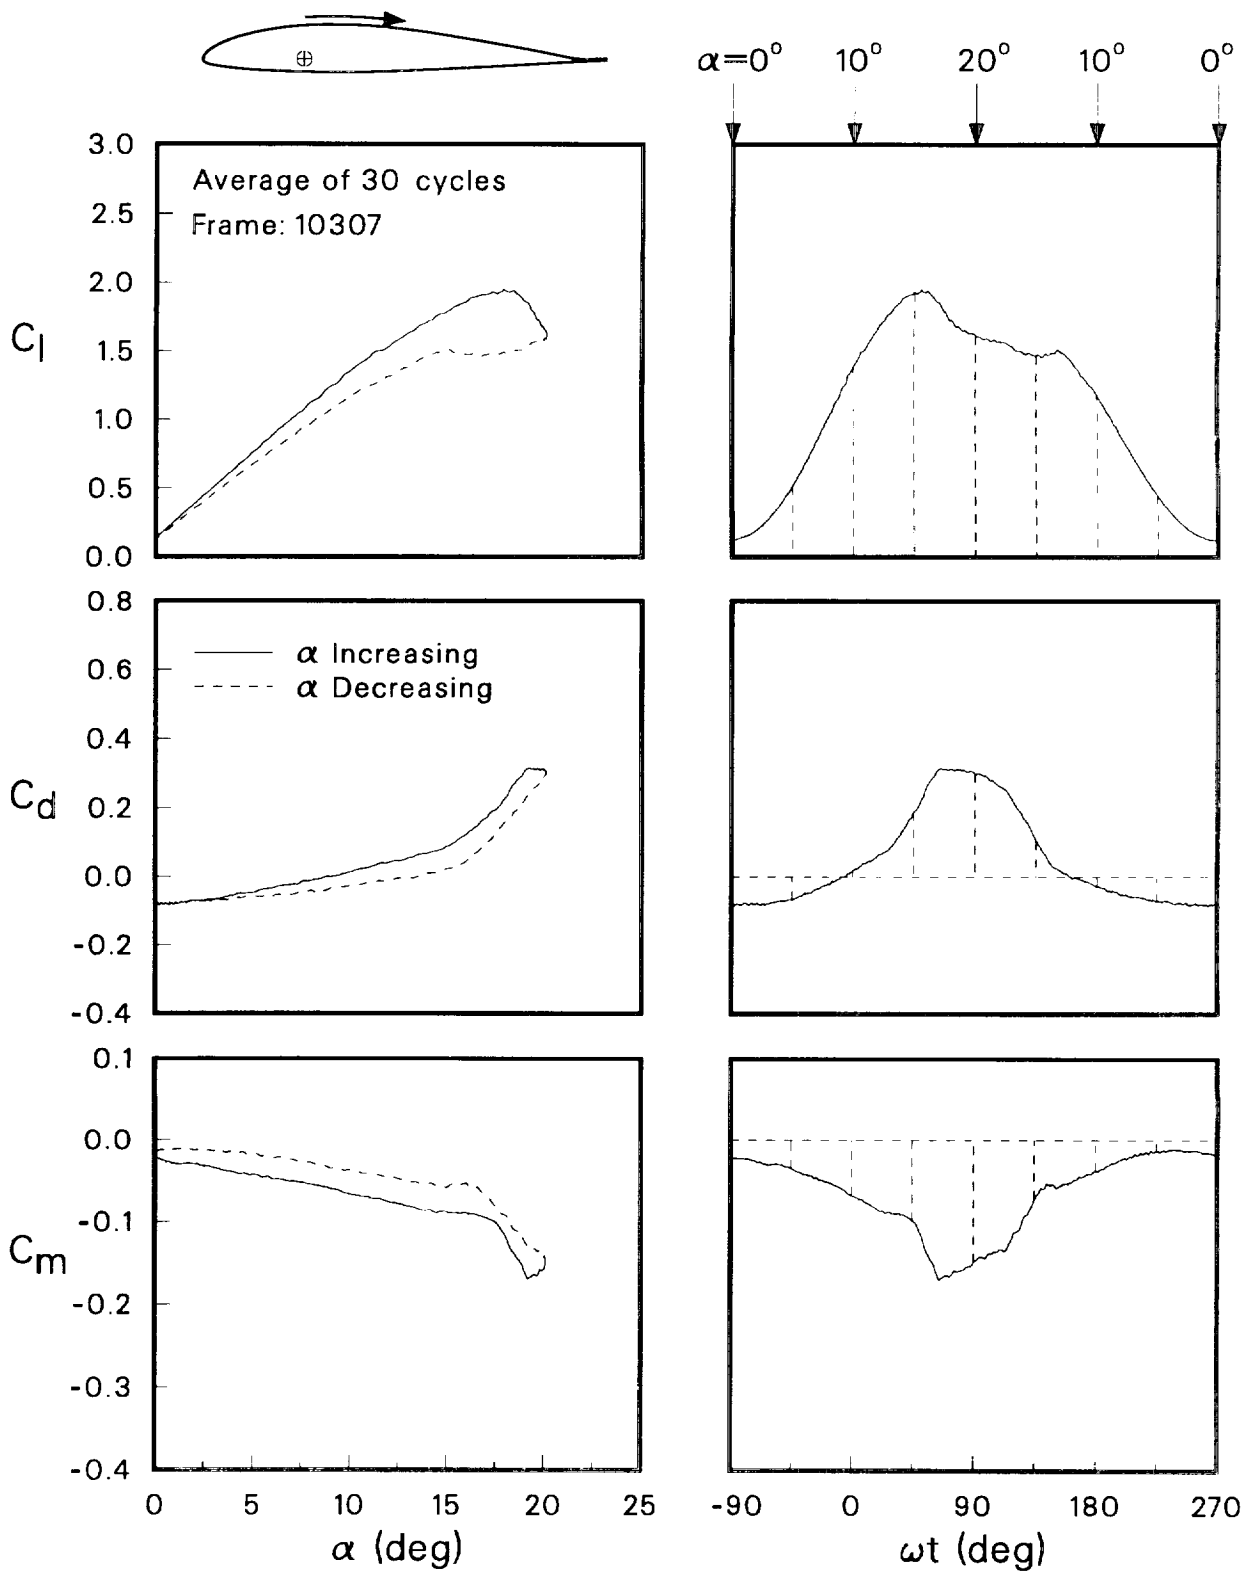 α=0° 10° 20° 10° 0°
3.0
Average of 30 cycles
2.5
Frame: 10307
2.0
Cl
1.5
1.0
0.5
0.0
0.8
α Increasing
0.6
α Decreasing
0.4
Cd
0.2
0.0
-0.2
-0.4
0.1
0.0
-0.1
Cm
-0.2
-0.3
-0.4
0 5 10 15 20 25
α (deg)
-90 0 90 180 270
ωt (deg)